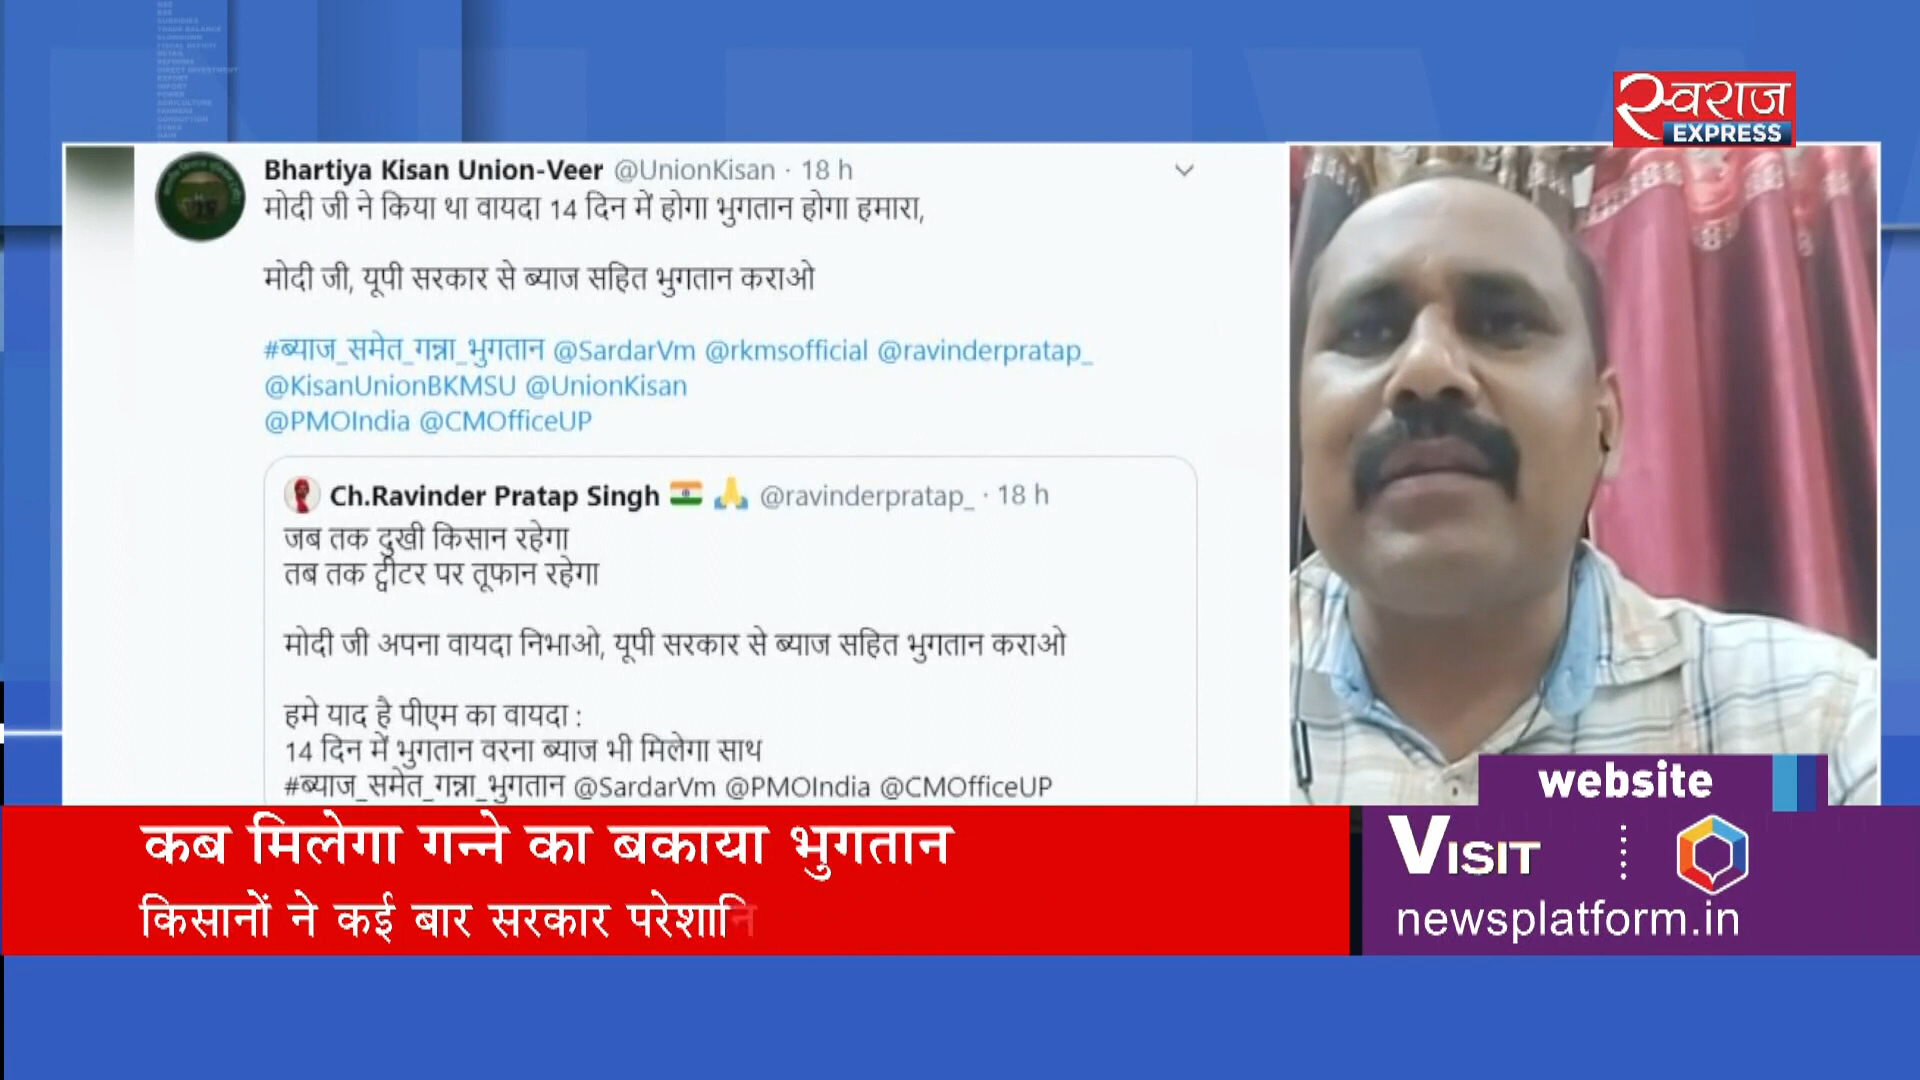 स्वराज
EXPRESS
Bhartiya Kisan Union-Veer @UnionKisan · 18 h
मोदी जी ने किया था वायदा 14 दिन में होगा भुगतान होगा हमारा,
मोदी जी, यूपी सरकार से ब्याज सहित भुगतान कराओ
#ब्याज_समेत_गन्ना_भुगतान @SardarVm @rkmsofficial @ravinderpratap_
@KisanUnionBKMSU @UnionKisan
@PMOIndia @CMOfficeUP
Ch.Ravinder Pratap Singh 🇮🇳 🙏 @ravinderpratap_ · 18 h
जब तक दुखी किसान रहेगा
तब तक ट्वीटर पर तूफान रहेगा
मोदी जी अपना वायदा निभाओ, यूपी सरकार से ब्याज सहित भुगतान कराओ
हमे याद है पीएम का वायदा :
14 दिन में भुगतान वरना ब्याज भी मिलेगा साथ
#ब्याज_समेत_गन्ना_भुगतान @SardarVm @PMOIndia @CMOfficeUP
कब मिलेगा गन्ने का बकाया भुगतान
किसानों ने कई बार सरकार परेशानि
website
VISIT
newsplatform.in